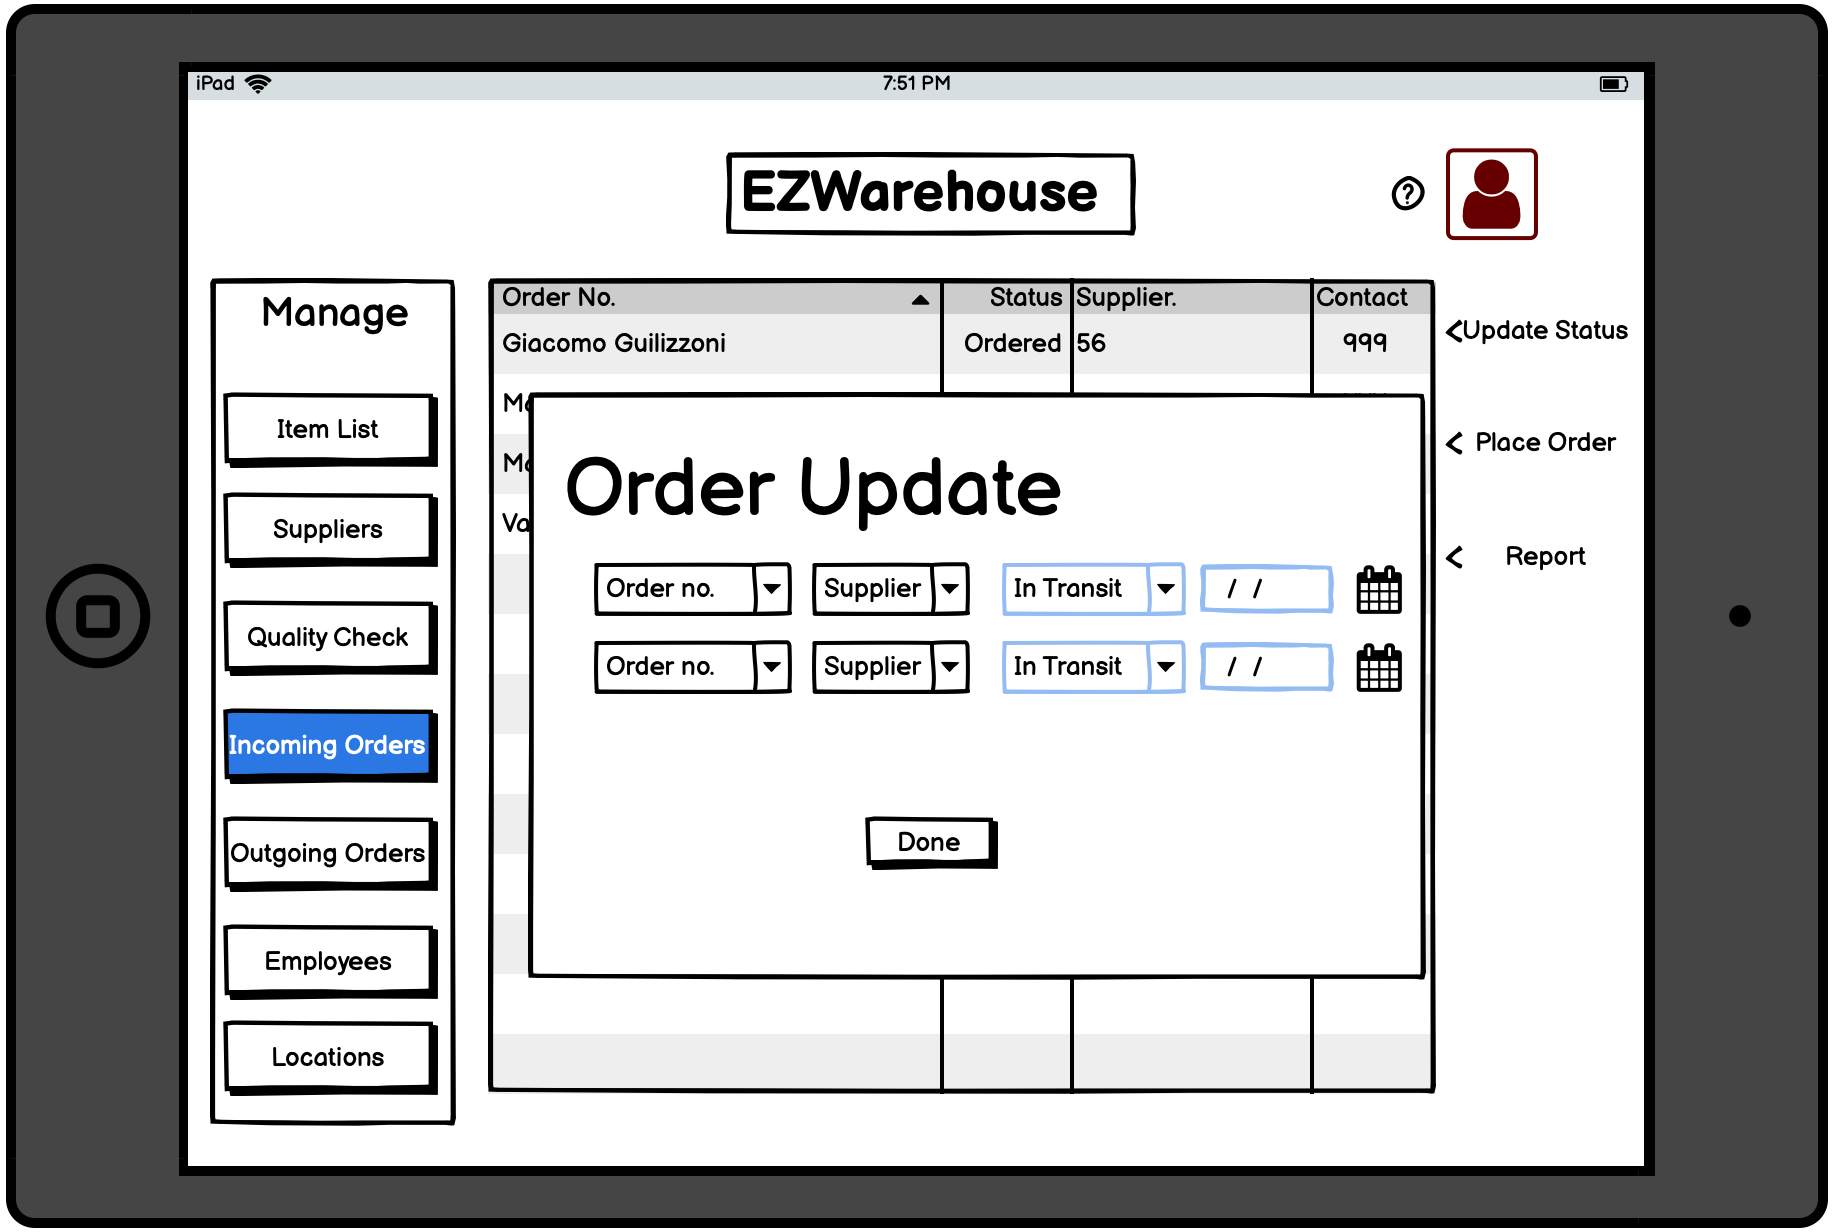 iPad
7:51 PM
EZWarehouse
?
Manage
Item List
Suppliers
Quality Check
Incoming Orders
Outgoing Orders
Employees
Locations
Order No. Status Supplier. Contact
Giacomo Guilizzoni Ordered 56 999
Ma
Ma
Va
Order Update
Order no. Supplier In Transit / /
Order no. Supplier In Transit / /
Done
<Update Status
< Place Order
< Report